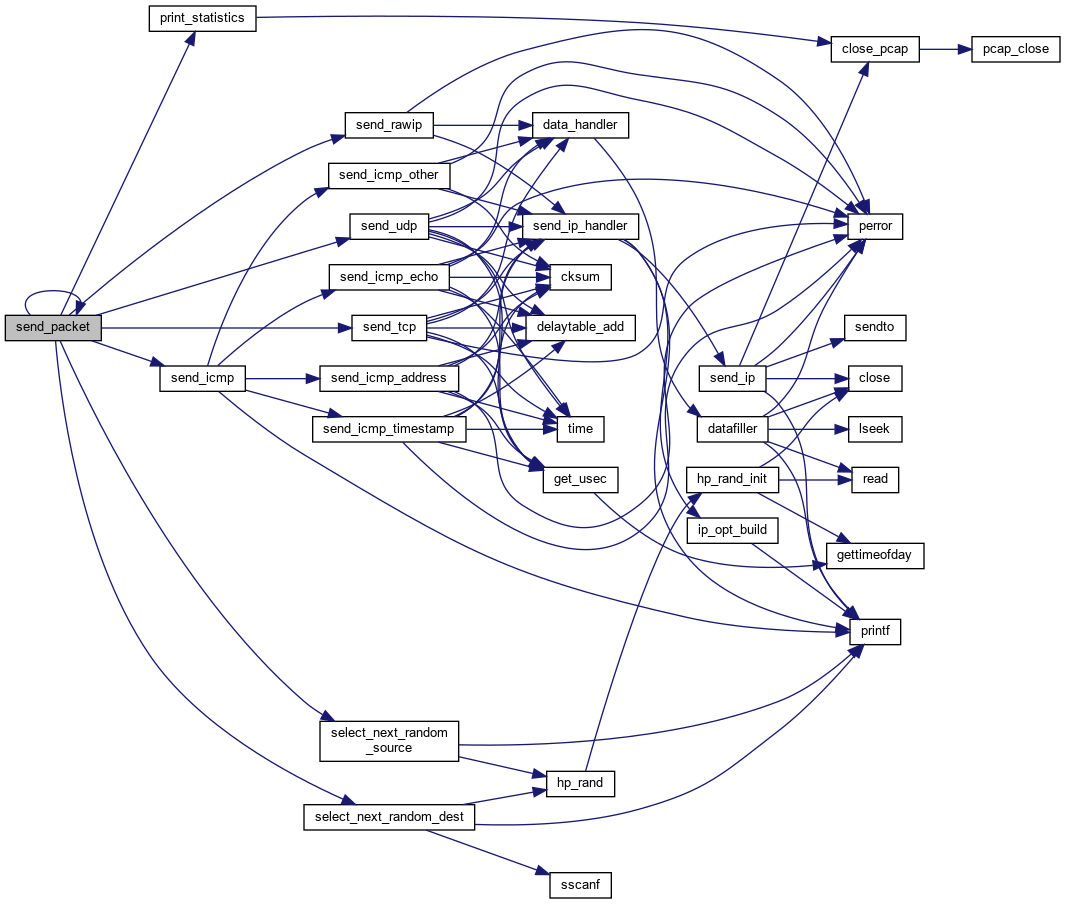 print_statistics
close_pcap
pcap_close
send_rawip
data_handler
send_icmp_other
send_udp
send_ip_handler
perror
send_icmp_echo
cksum
send_packet
send_tcp
delaytable_add
sendto
send_icmp
send_icmp_address
send_ip
close
send_icmp_timestamp
time
datafiller
lseek
get_usec
hp_rand_init
read
ip_opt_build
gettimeofday
printf
select_next_random
_source
hp_rand
select_next_random_dest
sscanf